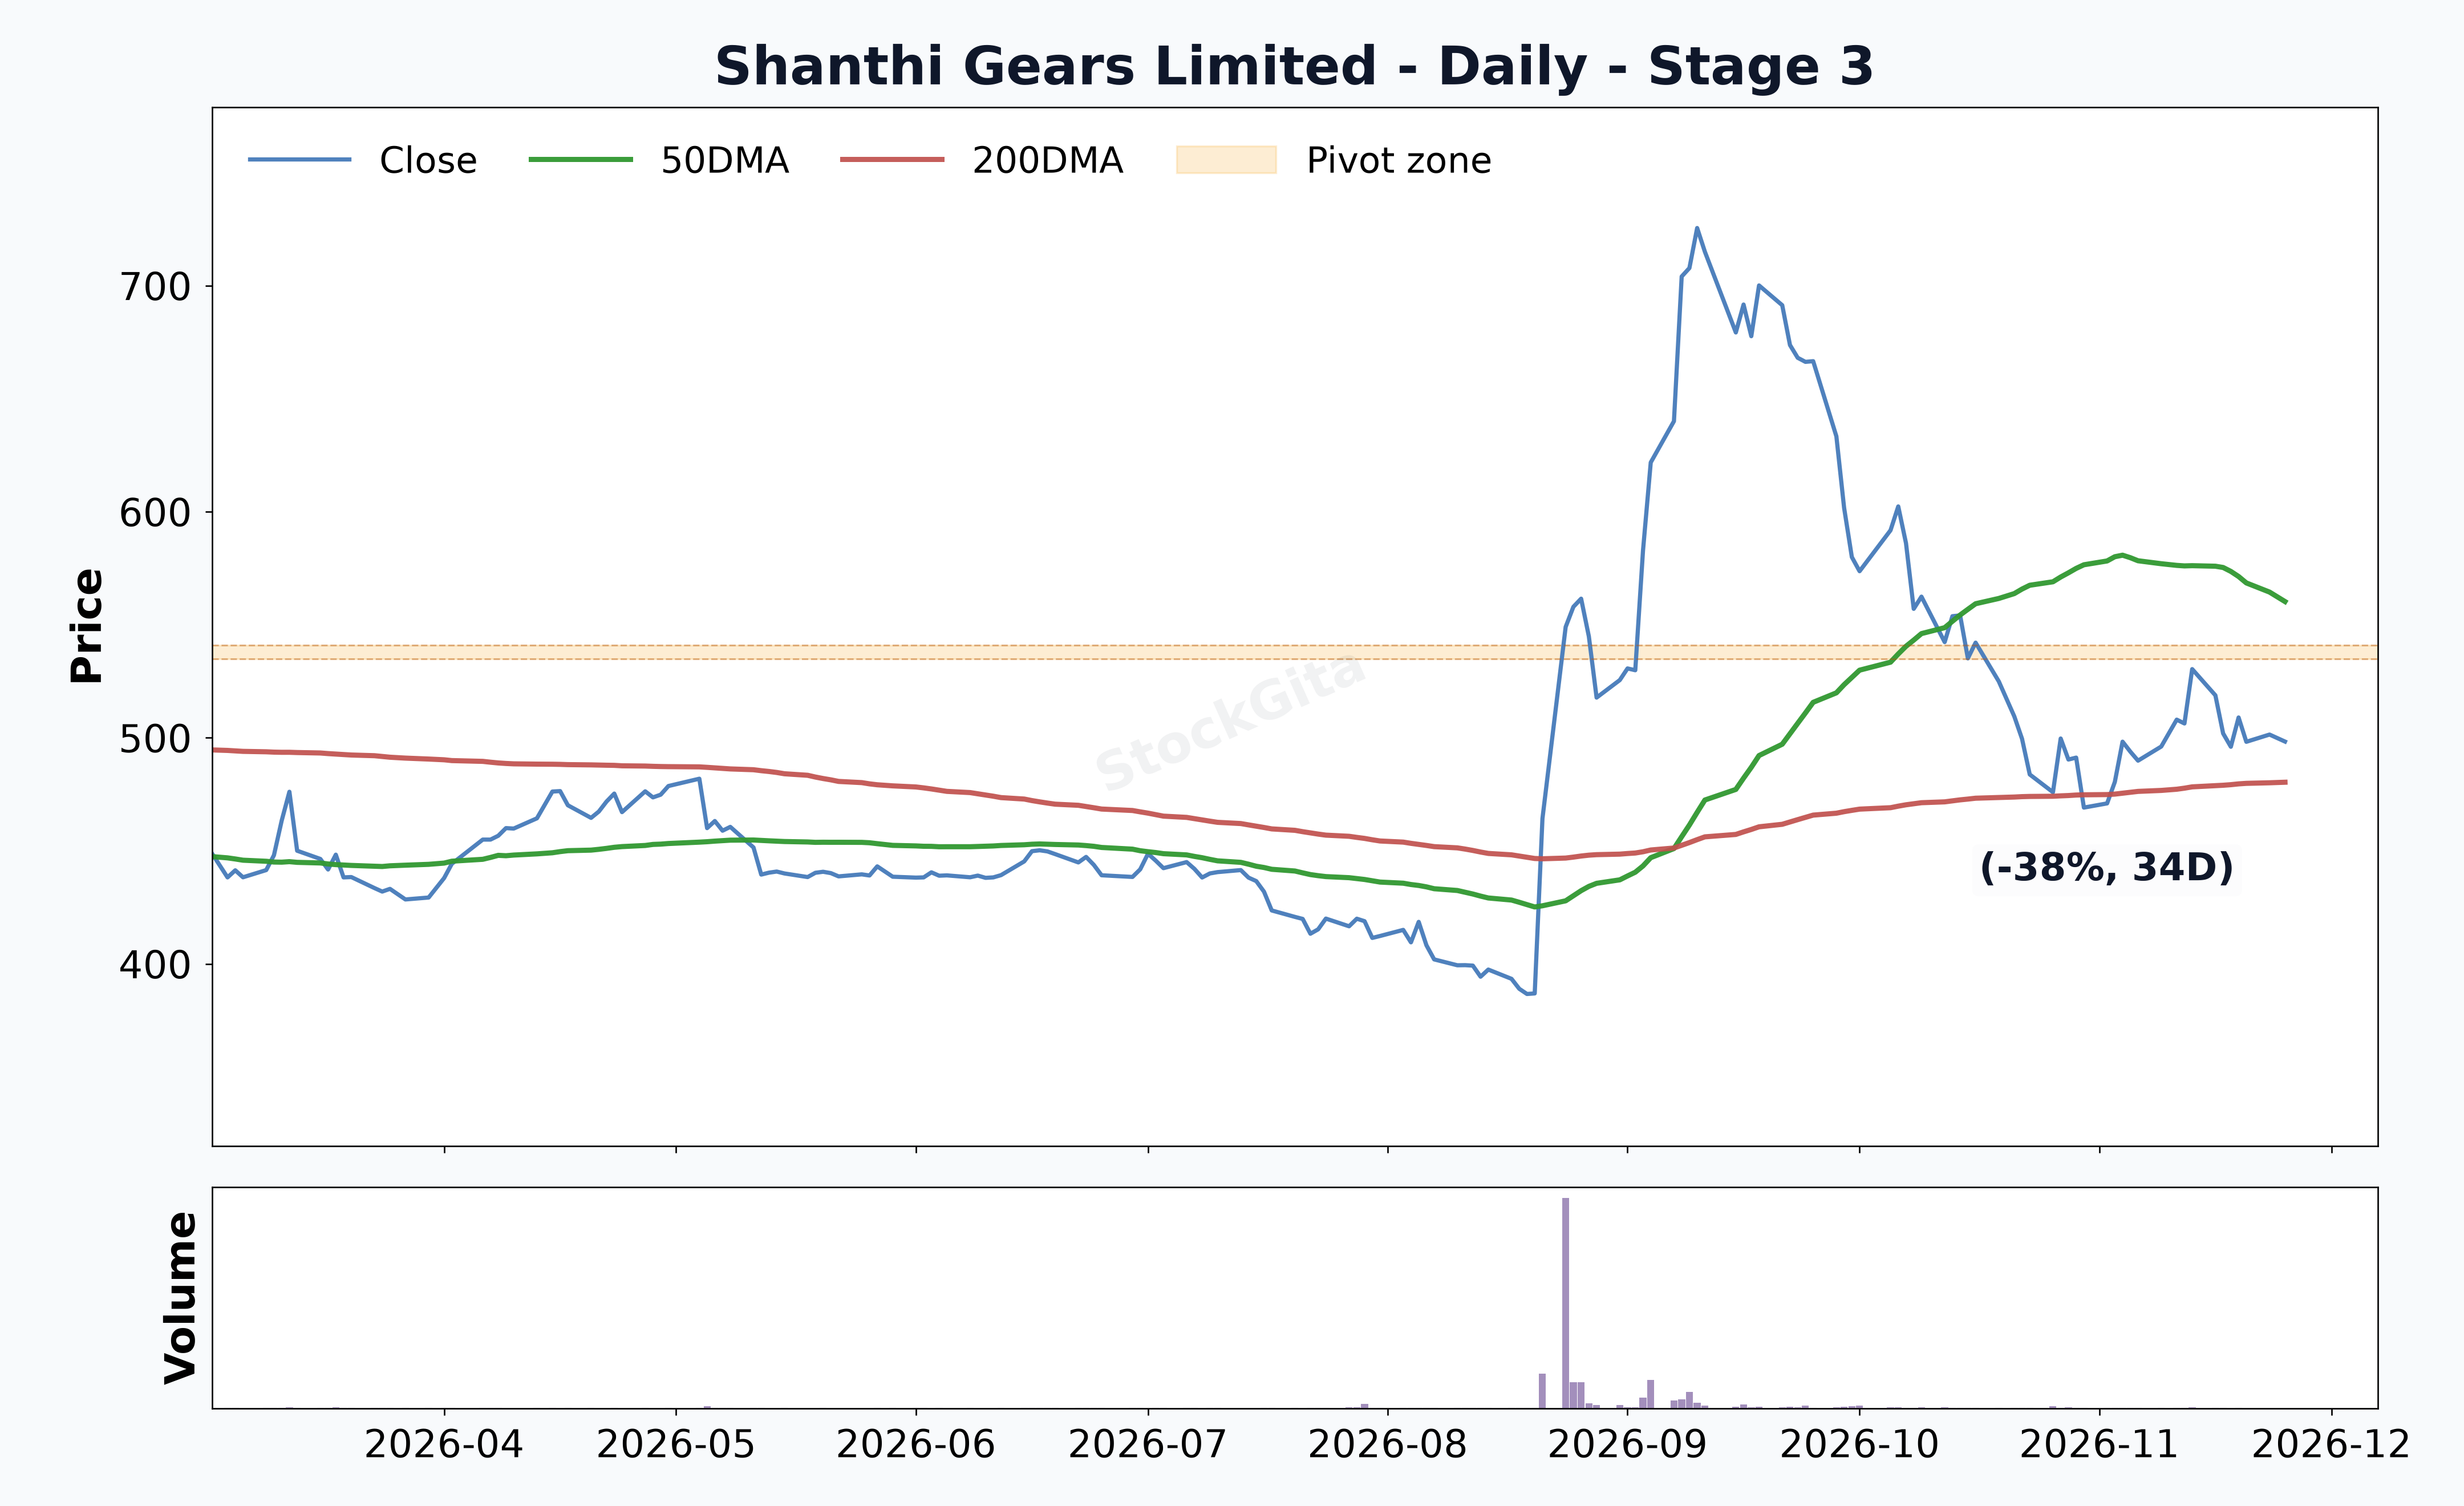 Shanthi Gears Limited - Daily - Stage 3
Close 50DMA 200DMA Pivot zone
Price
700
600
500
400
StockGita
(-38%, 34D)
Volume
2026-04 2026-05 2026-06 2026-07 2026-08 2026-09 2026-10 2026-11 2026-12